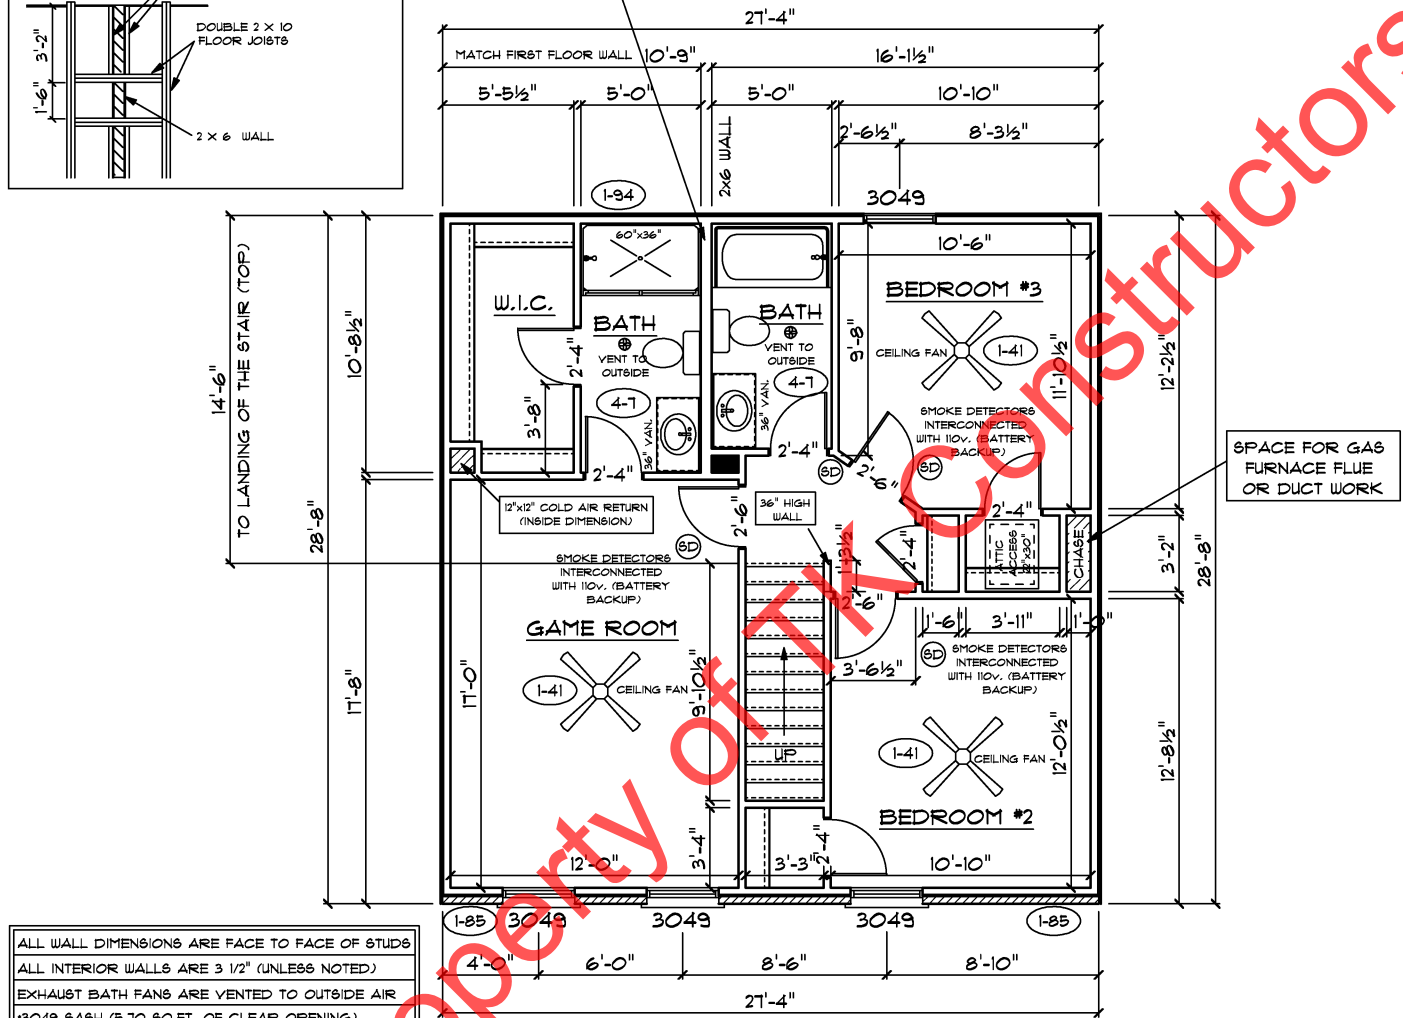 3'-2"
1'-6"
DOUBLE 2 X 10
FLOOR JOISTS
2 X 6 WALL
27'-4"
MATCH FIRST FLOOR WALL
10'-9"
16'-1½"
5'-5½"
5'-0"
5'-0"
10'-10"
2x6 WALL
2'-6½"
8'-3½"
1-94
3049
14'-6"
TO LANDING OF THE STAIR (TOP)
28'-8"
10'-8½"
17'-8"
W.I.C.
60"x36"
BATH
VENT TO
OUTSIDE
4-7
2'-4"
3'-8"
36" VAN.
2'-4"
BATH
VENT TO
OUTSIDE
4-7
36" VAN.
2'-4"
10'-6"
BEDROOM #3
9'-8"
CEILING FAN
1-41
11'-10½"
SMOKE DETECTORS
INTERCONNECTED
WITH 110v. (BATTERY
BACKUP)
SD
SD
2'-6"
12'-2½"
3'-2"
12'-8½"
28'-8"
SPACE FOR GAS
FURNACE FLUE
OR DUCT WORK
12"x12" COLD AIR RETURN
(INSIDE DIMENSION)
2'-6"
SD
36" HIGH
WALL
2'-4"
2'-4"
ATTIC
ACCESS
CHASE
2'-6"
1'-6"
3'-11"
1'-0"
3'-6½"
SMOKE DETECTORS
INTERCONNECTED
WITH 110v. (BATTERY
BACKUP)
GAME ROOM
17'-0"
1-41
CEILING FAN
9'-10½"
UP
SD
SMOKE DETECTORS
INTERCONNECTED
WITH 110v. (BATTERY
BACKUP)
1-41
CEILING FAN
12'-0½"
BEDROOM #2
12'-0"
3'-4"
3'-3"
2'-4"
10'-10"
1-85
3049
3049
3049
1-85
4'-0"
6'-0"
8'-6"
8'-10"
27'-4"
ALL WALL DIMENSIONS ARE FACE TO FACE OF STUDS
ALL INTERIOR WALLS ARE 3 1/2" (UNLESS NOTED)
EXHAUST BATH FANS ARE VENTED TO OUTSIDE AIR
3049 SASH (5.70 SQ.FT. OF CLEAR OPENING)
operty of TK Constructors